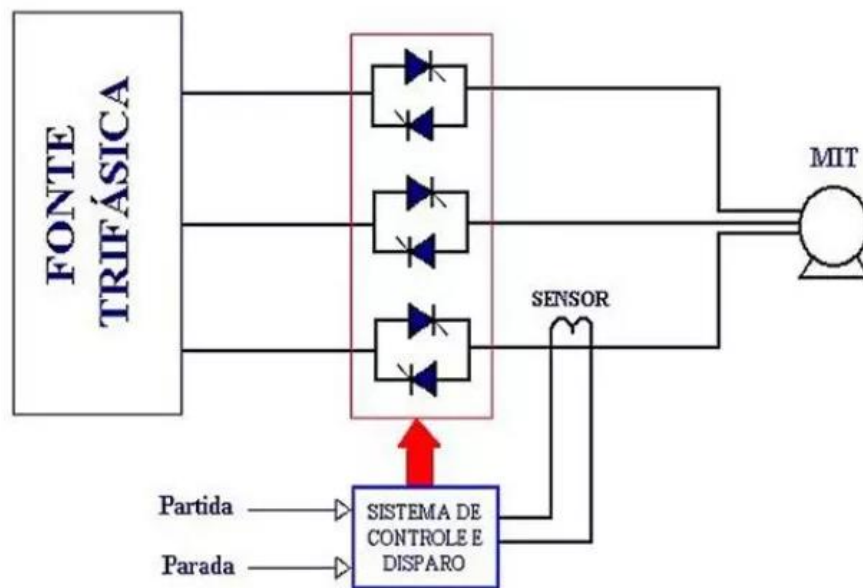 FONTE
TRIFÁSICA
MIT
SENSOR
Partida
Parada
SISTEMA DE
CONTROLE E
DISPARO